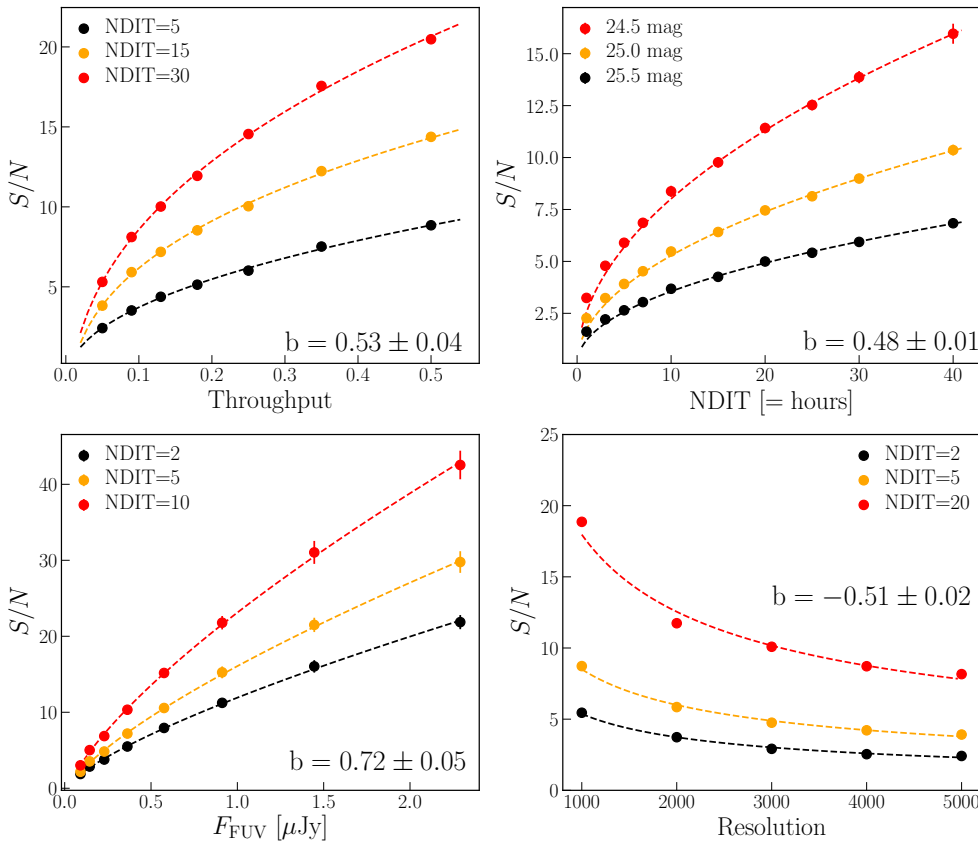 NDIT=5
NDIT=15
NDIT=30
S/N
20
15
10
5
0.0 0.1 0.2 0.3 0.4 0.5
Throughput
b = 0.53 ± 0.04
24.5 mag
25.0 mag
25.5 mag
S/N
15.0
12.5
10.0
7.5
5.0
2.5
0 10 20 30 40
NDIT [= hours]
b = 0.48 ± 0.01
NDIT=2
NDIT=5
NDIT=10
S/N
40
30
20
10
0
0.0 0.5 1.0 1.5 2.0
F_FUV [μJy]
b = 0.72 ± 0.05
NDIT=2
NDIT=5
NDIT=20
S/N
25
20
15
10
5
0
1000 2000 3000 4000 5000
Resolution
b = −0.51 ± 0.02